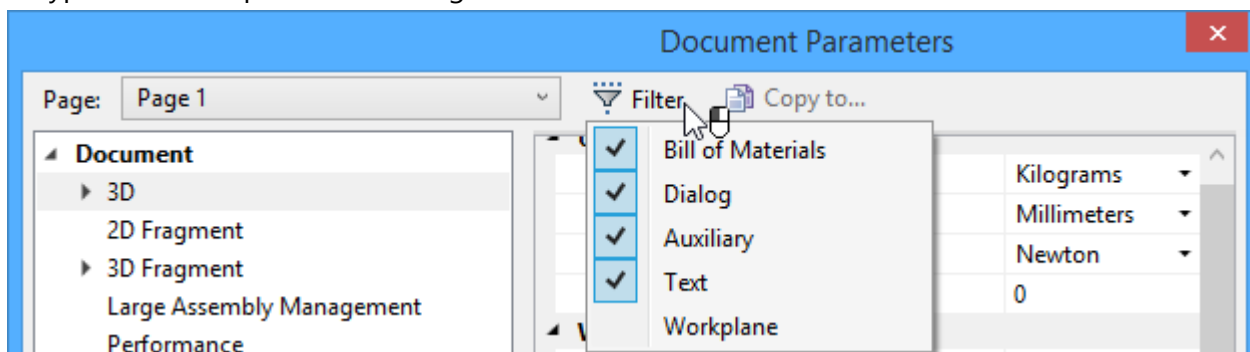 Document Parameters
Page: Page 1 Filter Copy to...
Document
3D
2D Fragment
3D Fragment
Large Assembly Management
Performance
Bill of Materials
Dialog
Auxiliary
Text
Workplane
Kilograms
Millimeters
Newton
0